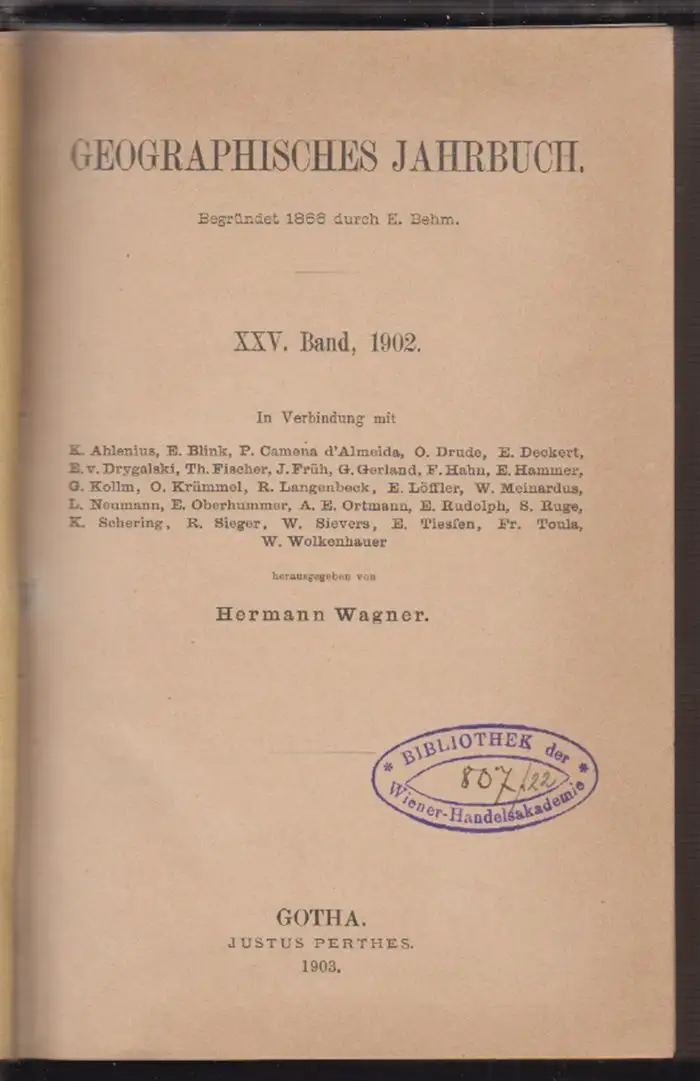 GEOGRAPHISCHES JAHRBUCH.
Begründet 1866 durch E. Behm.
XXV. Band, 1902.
In Verbindung mit
K. Ahlenius, E. Blink, P. Camena d'Almeida, O. Drude, E. Deckert,
E. v. Drygalski, Th. Fischer, J. Früh, G. Gerland, F. Hahn, E. Hammer,
G. Kollm, O. Krümmel, R. Langenbeck, E. Löffler, W. Meinardus,
L. Neumann, E. Oberhummer, A. E. Ortmann, E. Rudolph, S. Ruge,
K. Schering, R. Sieger, W. Sievers, E. Tiessen, Fr. Toula,
W. Wolkenhauer
herausgegeben von
Hermann Wagner.
* BIBLIOTHEK der *
807/22
Wiener-Handelsakademie
GOTHA.
JUSTUS PERTHES.
1903.